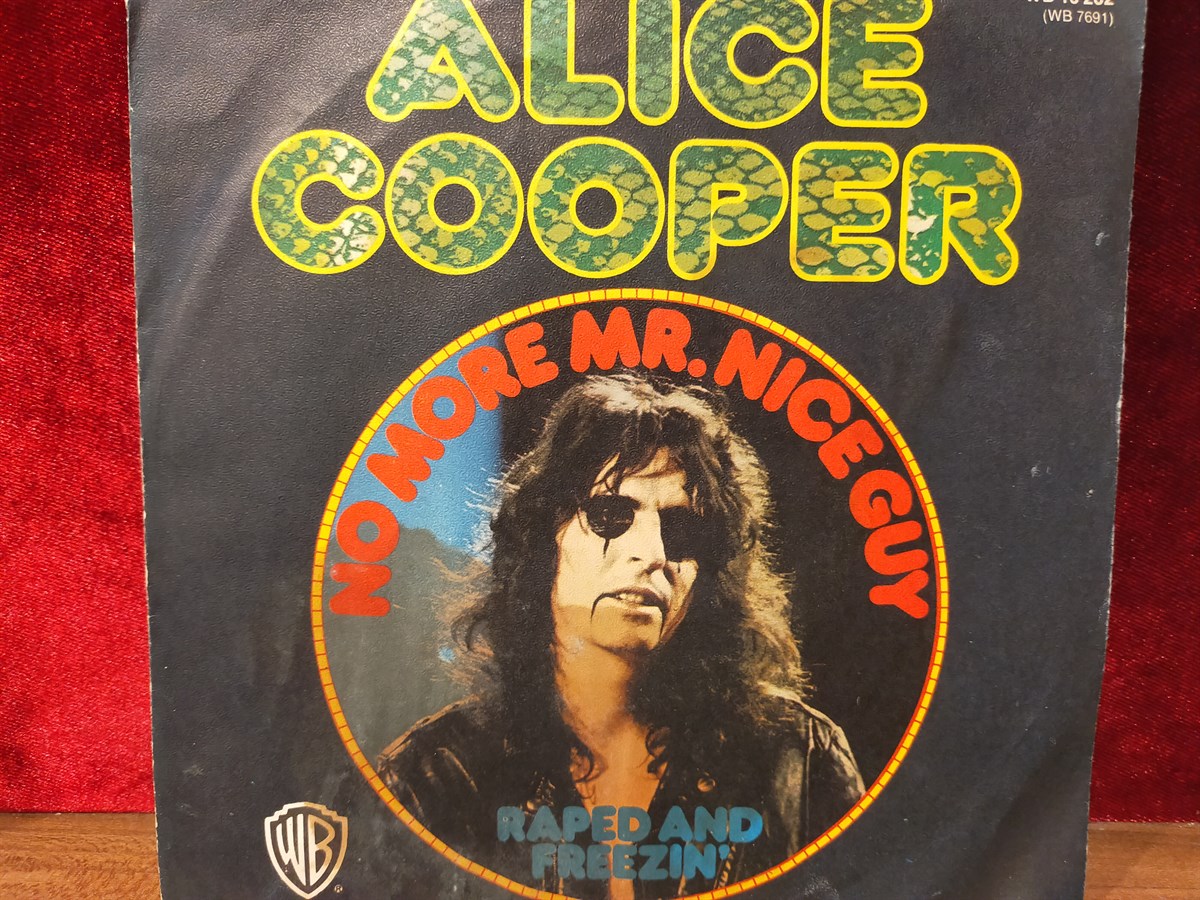 (WB 7691)
ALICE
COOPER
NO MORE MR. NICE GUY
RAPED AND
FREEZIN'
WB
®